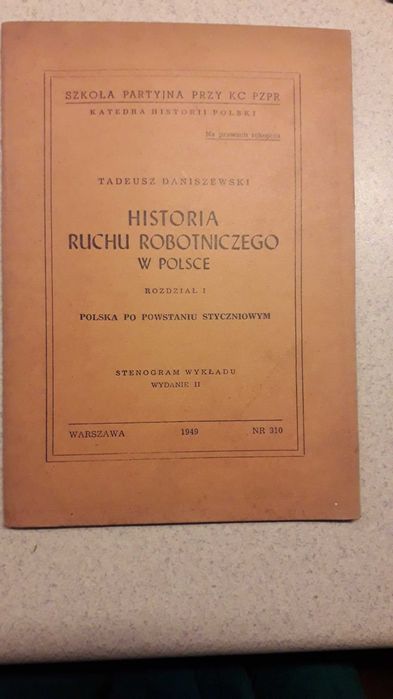 SZKOŁA PARTYJNA PRZY KC PZPR
KATEDRA HISTORII POLSKI
Na prawach rękopisu
TADEUSZ DANISZEWSKI
HISTORIA
RUCHU ROBOTNICZEGO
W POLSCE
ROZDZIAŁ I
POLSKA PO POWSTANIU STYCZNIOWYM
STENOGRAM WYKŁADU
WYDANIE II
WARSZAWA 1949 NR 310